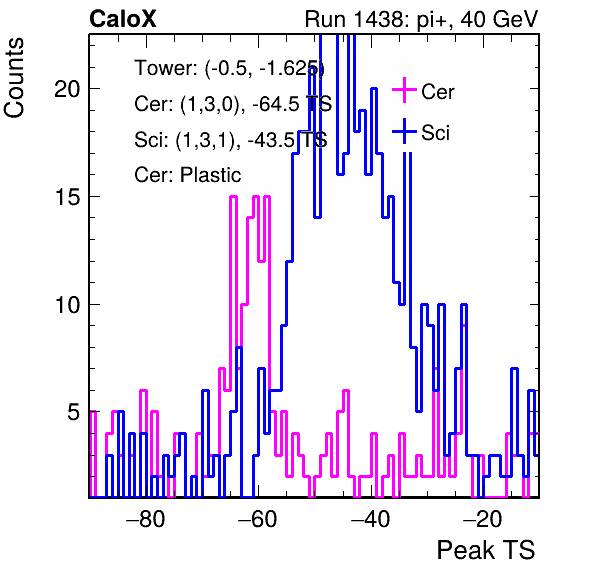 CaloX Run 1438: pi+, 40 GeV
Counts
Tower: (-0.5, -1.625)
Cer: (1,3,0), -64.5 TS
Sci: (1,3,1), -43.5 TS
Cer: Plastic
Cer
Sci
20
15
10
5
−80 −60 −40 −20
Peak TS